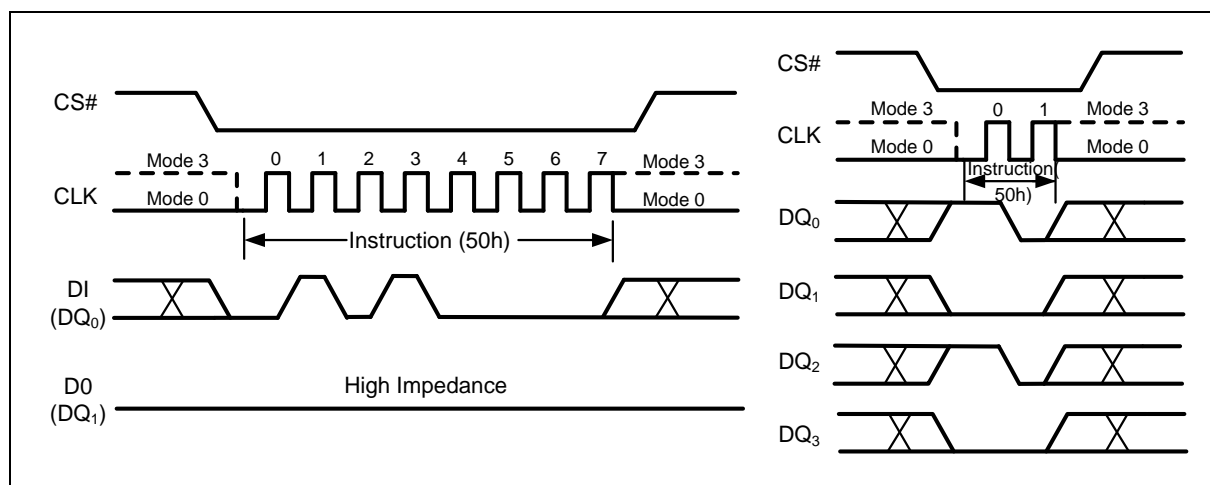 CS#
Mode 3
0 1 2 3 4 5 6 7
Mode 3
CLK
Mode 0
Mode 0
Instruction (50h)
DI
(DQ0)
D0
(DQ1)
High Impedance
CS#
Mode 3
0 1
Mode 3
CLK
Mode 0
Mode 0
Instruction(
50h)
DQ0
DQ1
DQ2
DQ3